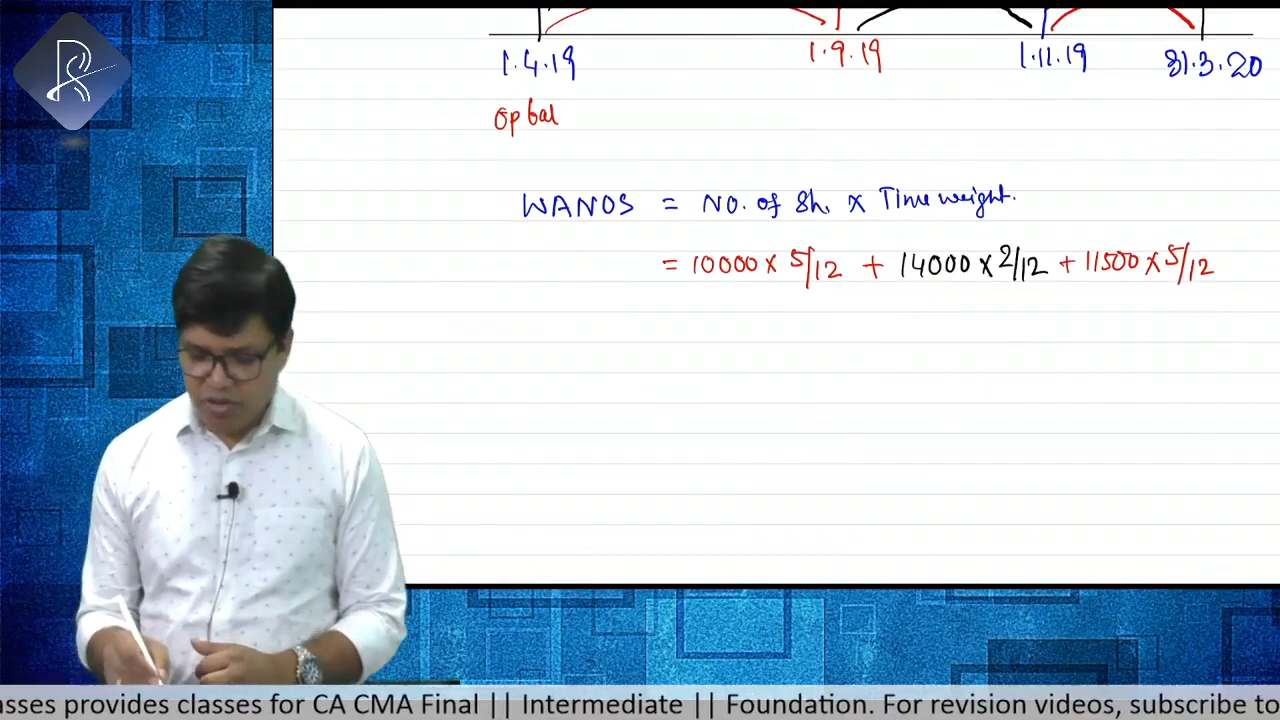 1.4.19 1.9.19 1.11.19 31.3.20
Op bal
WANOS = NO. of Sh. × Time weight.
= 10000 × 5/12 + 14000 × 2/12 + 11500 × 5/12
asses provides classes for CA CMA Final || Intermediate || Foundation. For revision videos, subscribe to